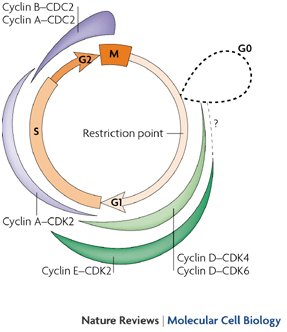 Cyclin B–CDC2
Cyclin A–CDC2
G2
M
G0
?
S
Restriction point
G1
Cyclin A–CDK2
Cyclin D–CDK4
Cyclin D–CDK6
Cyclin E–CDK2
Nature Reviews | Molecular Cell Biology